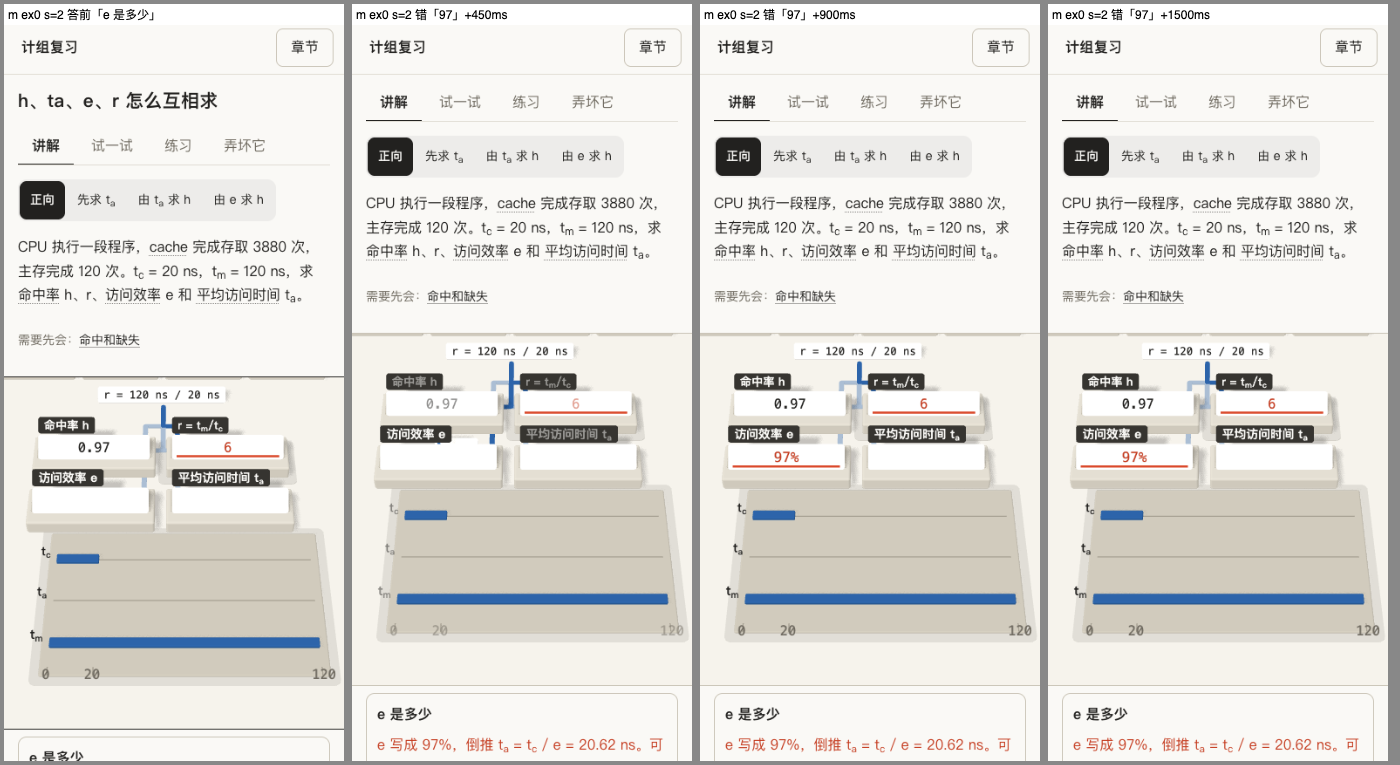 m ex0 s=2 答前「e 是多少」
计组复习
章节
h、ta、e、r 怎么互相求
讲解 试一试 练习 弄坏它
正向 先求 ta 由 ta 求 h 由 e 求 h
CPU 执行一段程序，cache 完成存取 3880 次，
主存完成 120 次。tc = 20 ns，tm = 120 ns，求
命中率 h、r、访问效率 e 和 平均访问时间 ta。
需要先会： 命中和缺失
r = 120 ns / 20 ns
命中率 h
r = tm/tc
0.97
6
访问效率 e
平均访问时间 ta
tc
ta
tm
0 20 120
e 是多少
m ex0 s=2 错「97」+450ms
计组复习
章节
讲解 试一试 练习 弄坏它
正向 先求 ta 由 ta 求 h 由 e 求 h
CPU 执行一段程序，cache 完成存取 3880 次，
主存完成 120 次。tc = 20 ns，tm = 120 ns，求
命中率 h、r、访问效率 e 和 平均访问时间 ta。
需要先会： 命中和缺失
r = 120 ns / 20 ns
命中率 h
r = tm/tc
0.97
6
访问效率 e
平均访问时间 ta
tc
ta
tm
0 20 120
e 是多少
e 写成 97%，倒推 ta = tc / e = 20.62 ns。可
m ex0 s=2 错「97」+900ms
计组复习
章节
讲解 试一试 练习 弄坏它
正向 先求 ta 由 ta 求 h 由 e 求 h
CPU 执行一段程序，cache 完成存取 3880 次，
主存完成 120 次。tc = 20 ns，tm = 120 ns，求
命中率 h、r、访问效率 e 和 平均访问时间 ta。
需要先会： 命中和缺失
r = 120 ns / 20 ns
命中率 h
r = tm/tc
0.97
6
访问效率 e
平均访问时间 ta
97%
tc
ta
tm
0 20 120
e 是多少
e 写成 97%，倒推 ta = tc / e = 20.62 ns。可
m ex0 s=2 错「97」+1500ms
计组复习
章节
讲解 试一试 练习 弄坏它
正向 先求 ta 由 ta 求 h 由 e 求 h
CPU 执行一段程序，cache 完成存取 3880 次，
主存完成 120 次。tc = 20 ns，tm = 120 ns，求
命中率 h、r、访问效率 e 和 平均访问时间 ta。
需要先会： 命中和缺失
r = 120 ns / 20 ns
命中率 h
r = tm/tc
0.97
6
访问效率 e
平均访问时间 ta
97%
tc
ta
tm
0 20 120
e 是多少
e 写成 97%，倒推 ta = tc / e = 20.62 ns。可